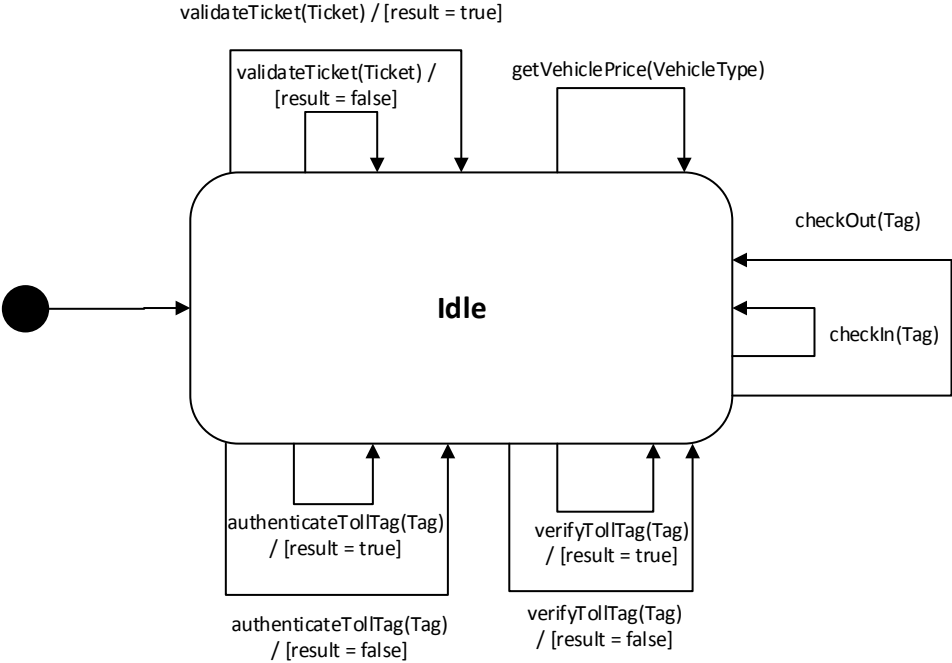 validateTicket(Ticket) / [result = true]
validateTicket(Ticket) /
[result = false]
getVehiclePrice(VehicleType)
checkOut(Tag)
Idle
checkIn(Tag)
authenticateTollTag(Tag)
/ [result = true]
verifyTollTag(Tag)
/ [result = true]
authenticateTollTag(Tag)
/ [result = false]
verifyTollTag(Tag)
/ [result = false]